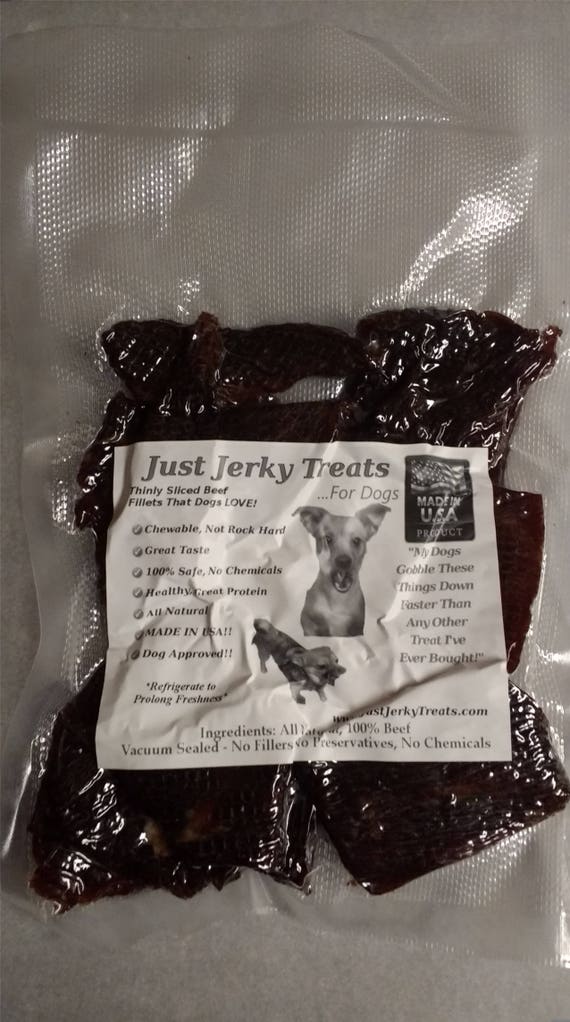 Just Jerky Treats
...For Dogs
Thinly Sliced Beef
Fillets That Dogs LOVE!
Chewable, Not Rock Hard
Great Taste
100% Safe, No Chemicals
Healthy, Great Protein
All Natural
MADE IN USA!!
Dog Approved!!
*Refrigerate to
Prolong Freshness*
MADE IN
USA
PRODUCT
"My Dogs
Gobble These
Things Down
Faster Than
Any Other
Treat I've
Ever Bought!"
JustJerkyTreats.com
Ingredients: All 100% Beef
Vacuum Sealed - No Fillers Preservatives, No Chemicals